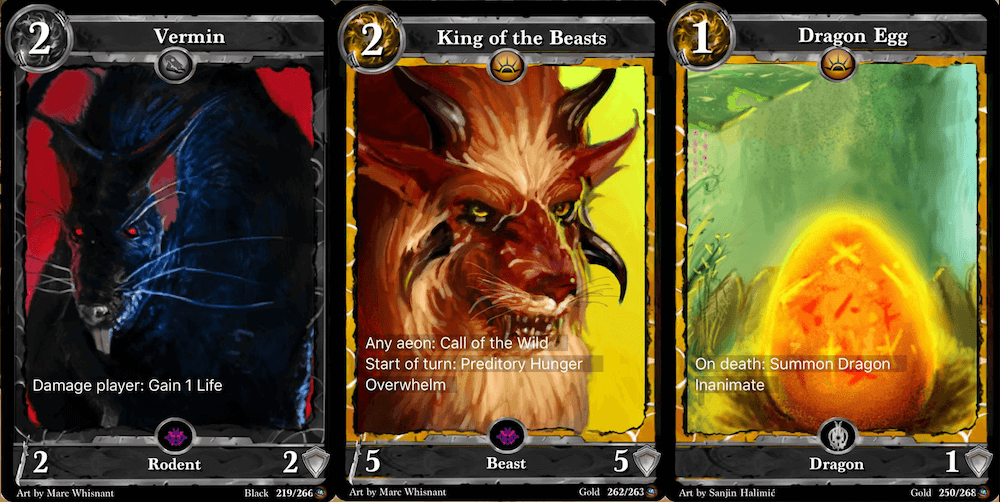 2
Vermin
Damage player: Gain 1 Life
2
Rodent
2
Art by Marc Whisnant
Black 219/266
2
King of the Beasts
Any aeon: Call of the Wild
Start of turn: Preditory Hunger
Overwhelm
5
Beast
5
Art by Marc Whisnant
Gold 262/263
1
Dragon Egg
On death: Summon Dragon
Inanimate
Dragon
1
Art by Sanjin Halimić
Gold 250/268